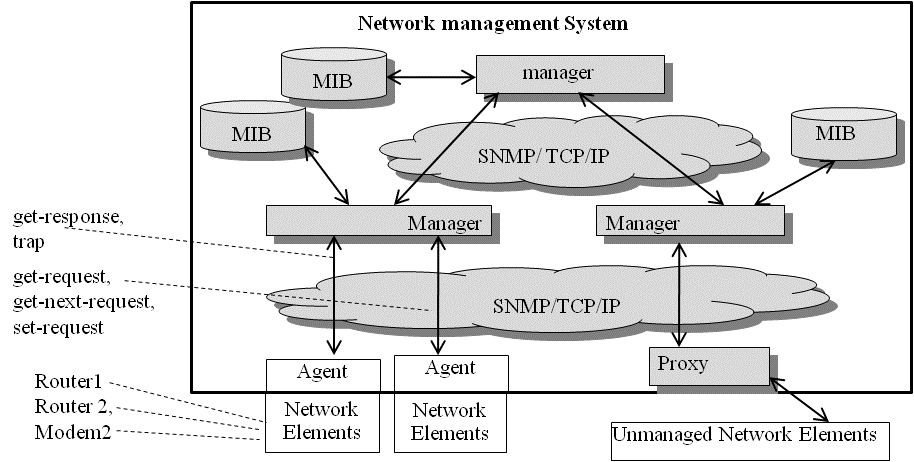 Network management System
MIB
manager
MIB
MIB
SNMP/ TCP/IP
get-response,
trap
Manager
Manager
get-request,
get-next-request,
set-request
SNMP/TCP/IP
Agent
Agent
Proxy
Router1
Router 2,
Modem2
Network
Elements
Network
Elements
Unmanaged Network Elements